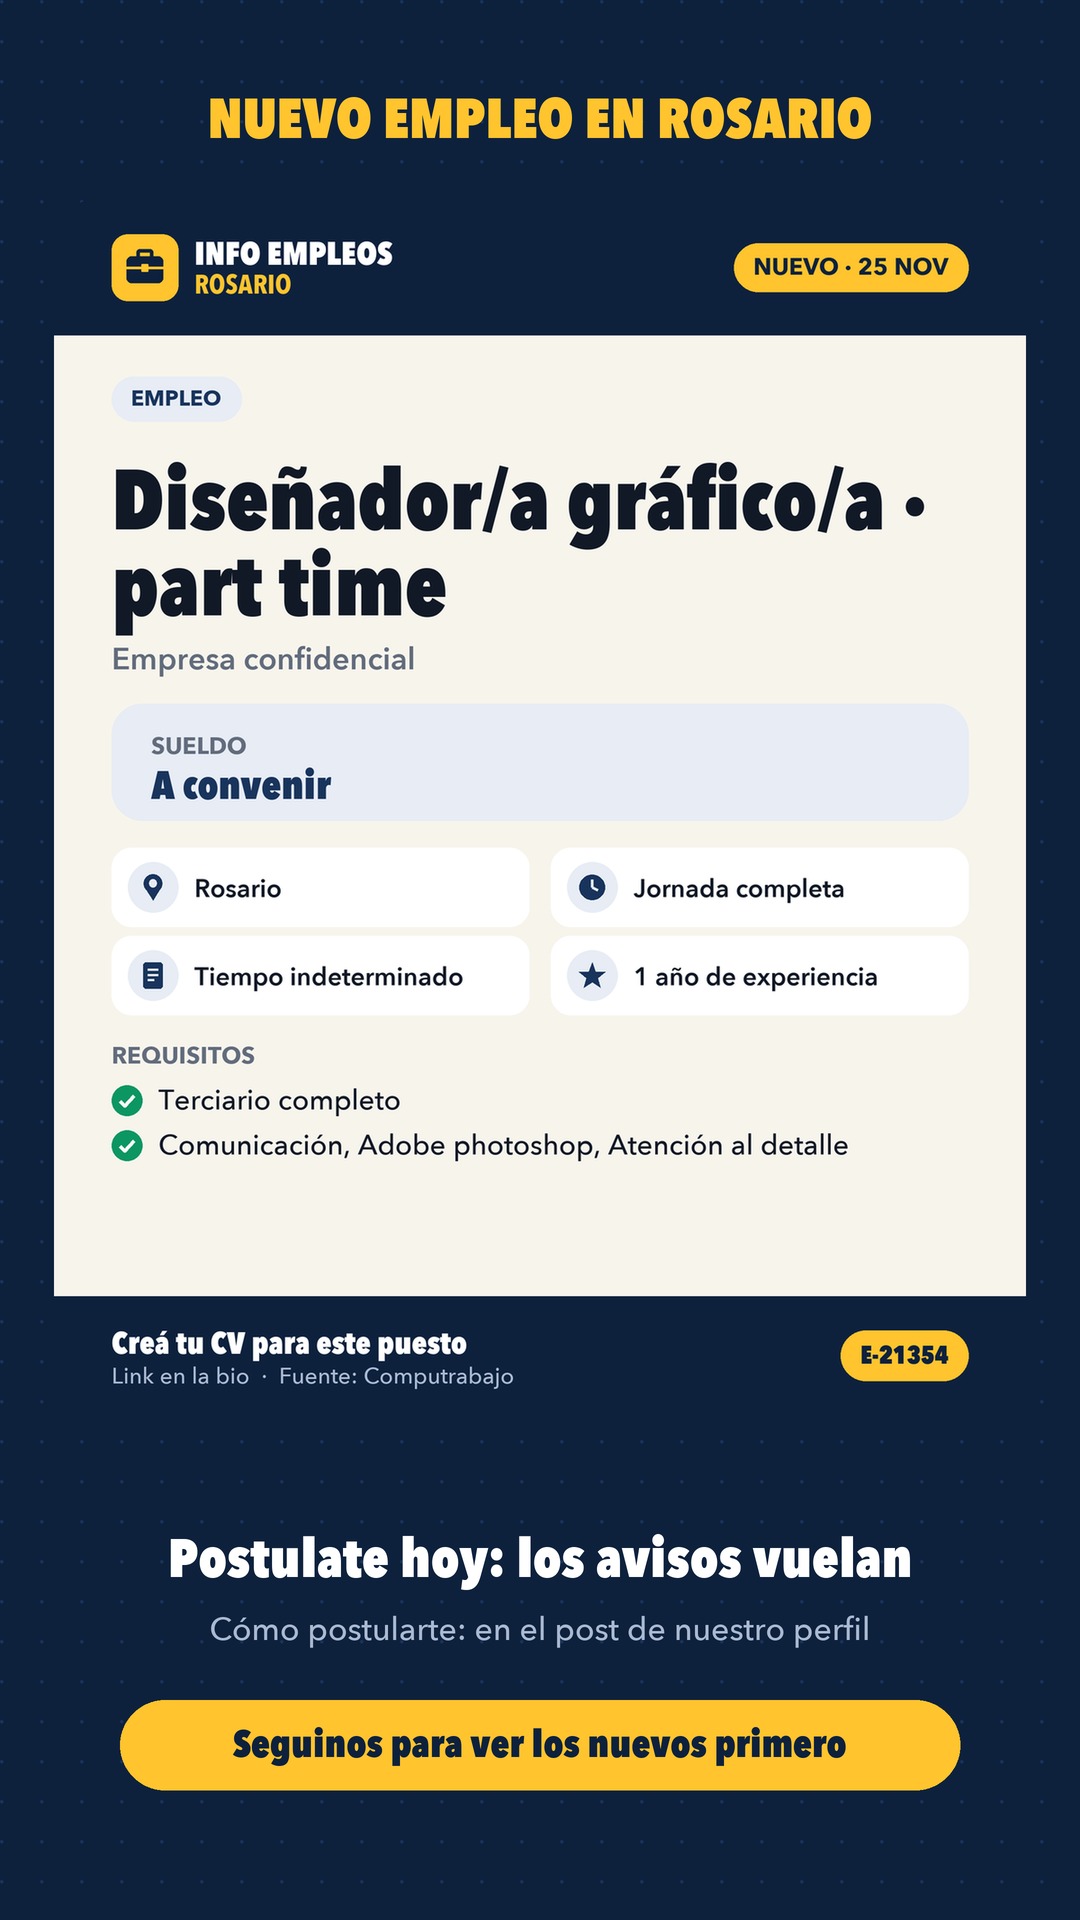 NUEVO EMPLEO EN ROSARIO
INFO EMPLEOS
ROSARIO
NUEVO · 25 NOV
EMPLEO
Diseñador/a gráfico/a ·
part time
Empresa confidencial
SUELDO
A convenir
Rosario
Jornada completa
Tiempo indeterminado
1 año de experiencia
REQUISITOS
Terciario completo
Comunicación, Adobe photoshop, Atención al detalle
Creá tu CV para este puesto
Link en la bio · Fuente: Computrabajo
E-21354
Postulate hoy: los avisos vuelan
Cómo postularte: en el post de nuestro perfil
Seguinos para ver los nuevos primero